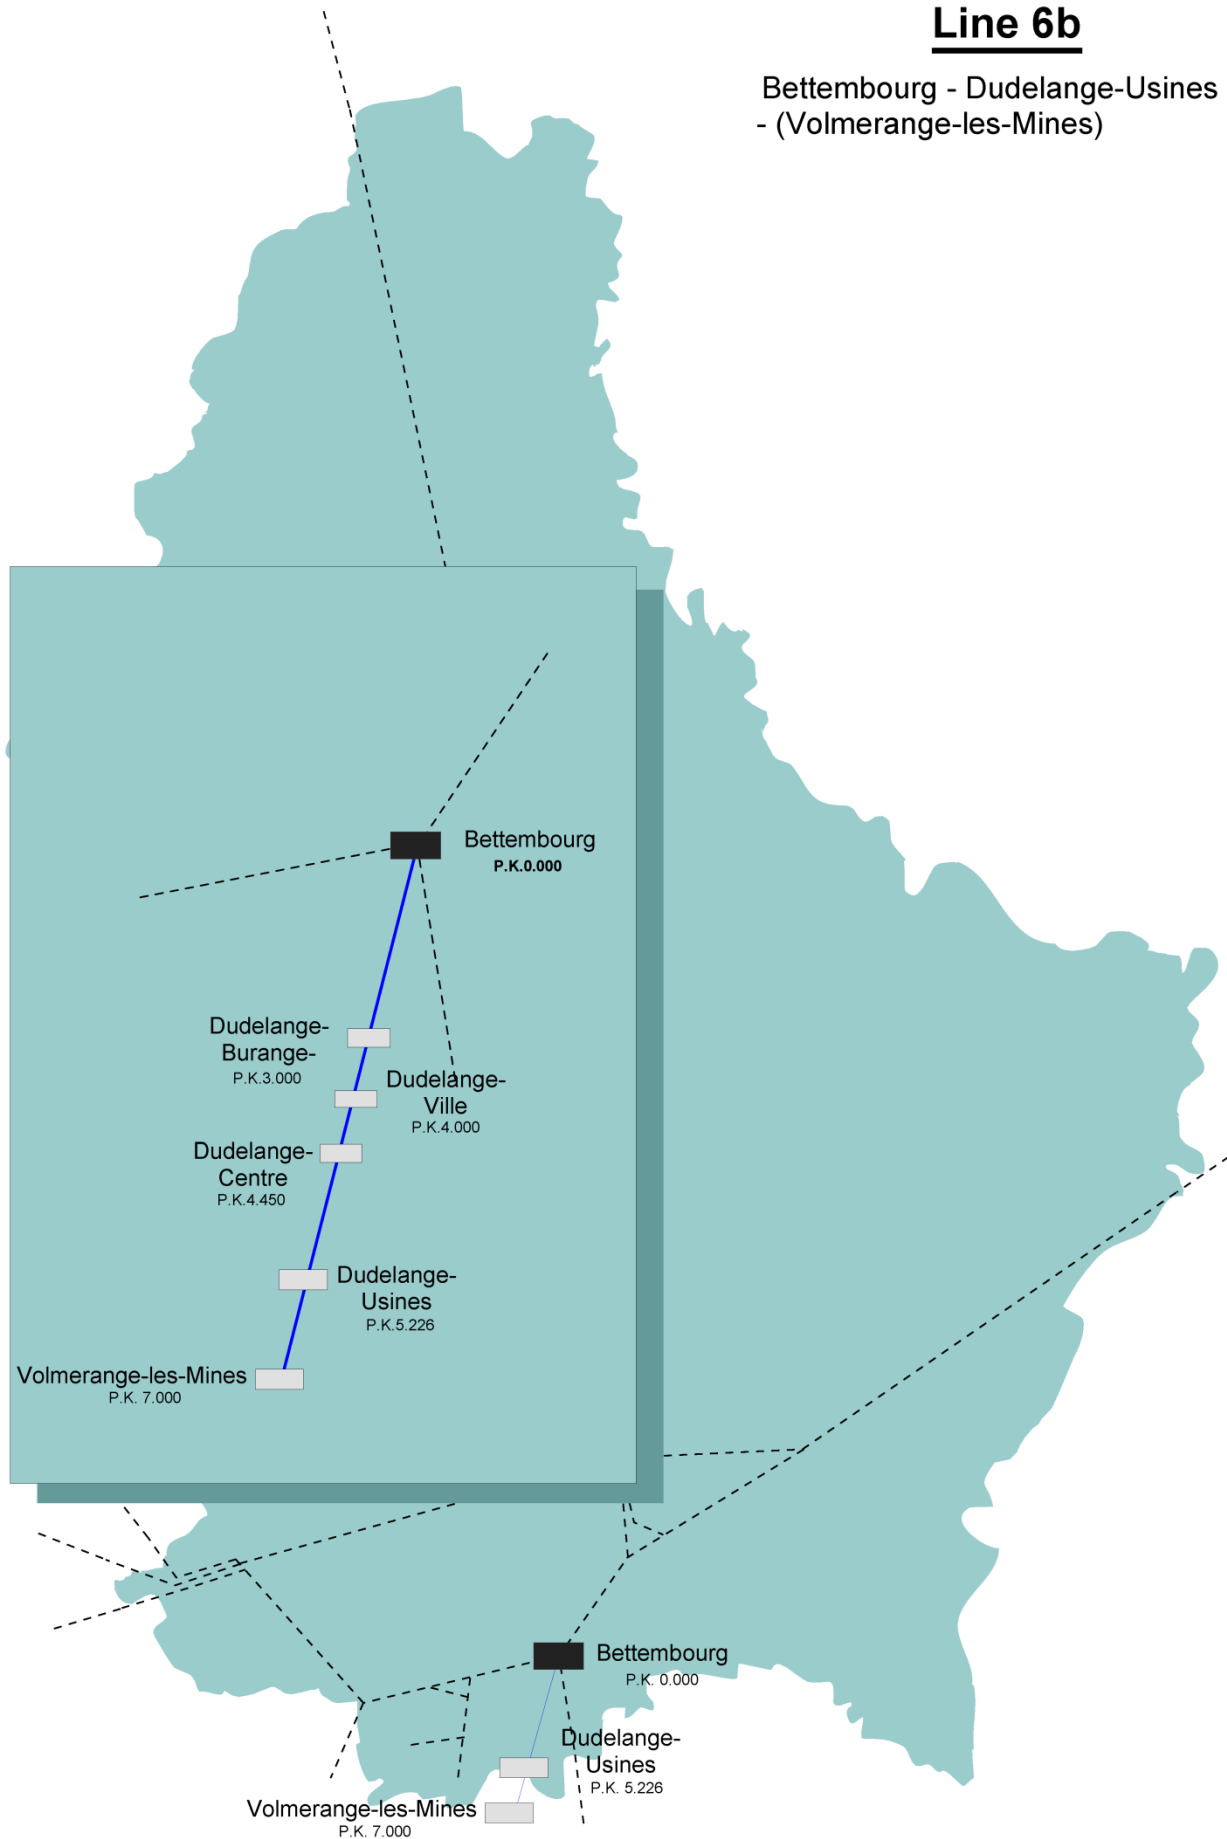 Line 6b
Bettembourg - Dudelange-Usines
- (Volmerange-les-Mines)
Bettembourg
P.K.0.000
Dudelange-
Burange-
P.K.3.000
Dudelange-
Ville
P.K.4.000
Dudelange-
Centre
P.K.4.450
Dudelange-
Usines
P.K.5.226
Volmerange-les-Mines
P.K. 7.000
Bettembourg
P.K. 0.000
Dudelange-
Usines
P.K. 5.226
Volmerange-les-Mines
P.K. 7.000